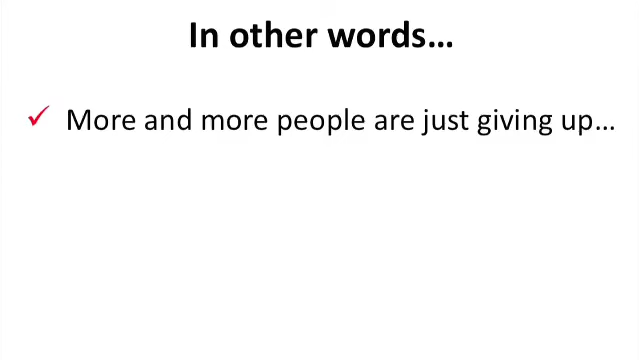 In other words…
✓ More and more people are just giving up…